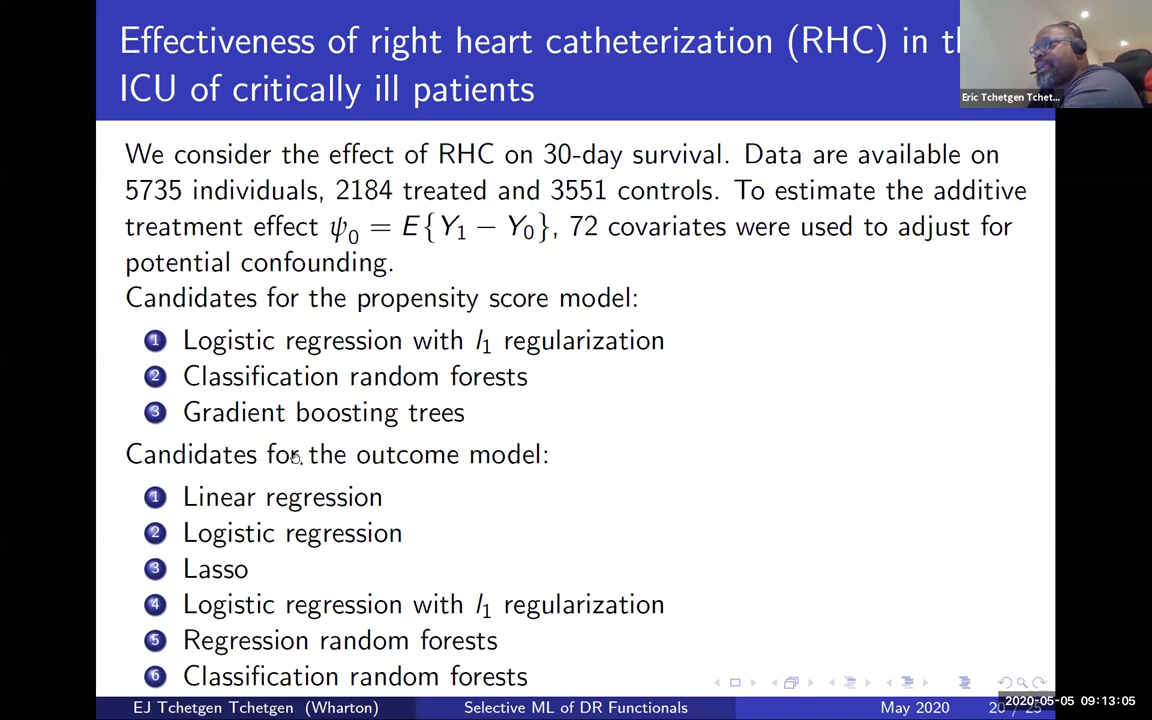 Effectiveness of right heart catheterization (RHC) in th
ICU of critically ill patients
Eric Tchetgen Tchet...
We consider the effect of RHC on 30-day survival. Data are available on
5735 individuals, 2184 treated and 3551 controls. To estimate the additive
treatment effect ψ₀ = E{Y₁ − Y₀}, 72 covariates were used to adjust for
potential confounding.
Candidates for the propensity score model:
1 Logistic regression with l₁ regularization
2 Classification random forests
3 Gradient boosting trees
Candidates for the outcome model:
1 Linear regression
2 Logistic regression
3 Lasso
4 Logistic regression with l₁ regularization
5 Regression random forests
6 Classification random forests
EJ Tchetgen Tchetgen (Wharton) Selective ML of DR Functionals May 2020 20 / 25
2020-05-05 09:13:05